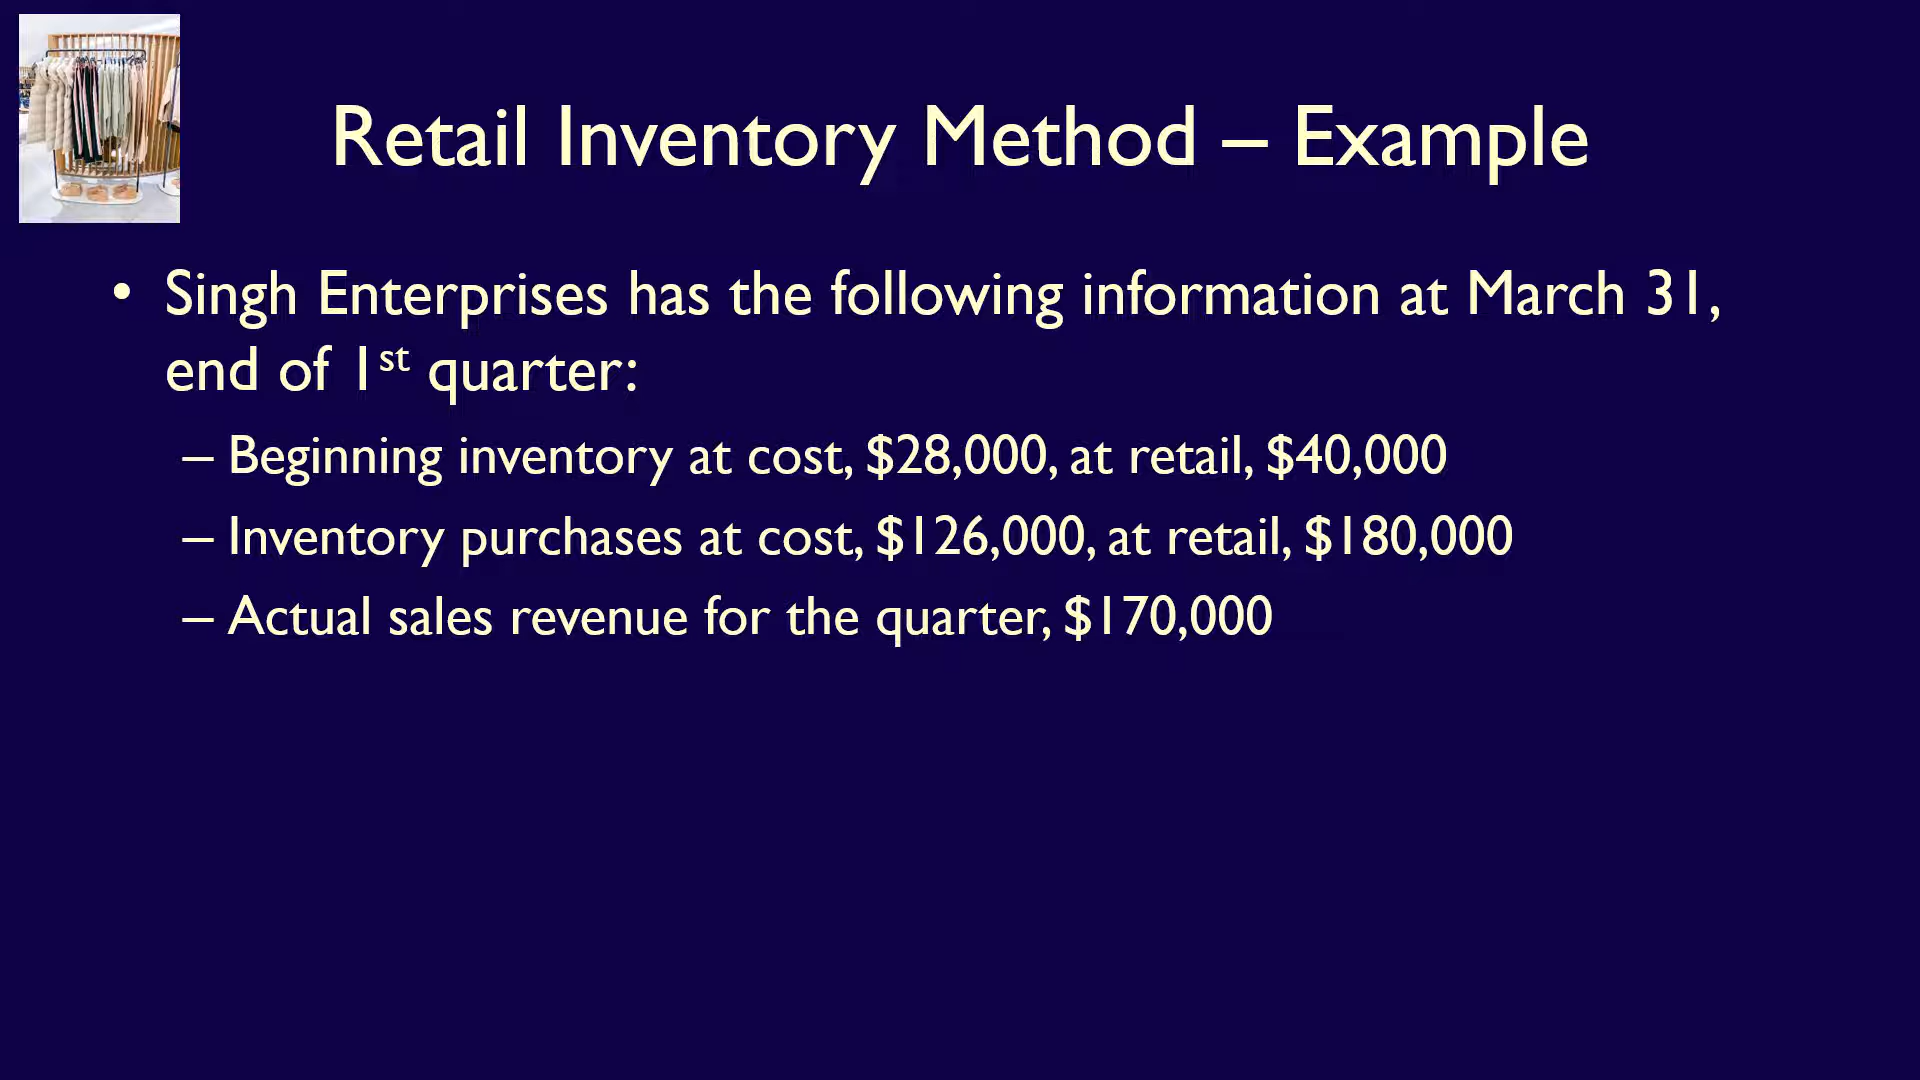 Retail Inventory Method – Example
• Singh Enterprises has the following information at March 31,
end of 1st quarter:
– Beginning inventory at cost, $28,000, at retail, $40,000
– Inventory purchases at cost, $126,000, at retail, $180,000
– Actual sales revenue for the quarter, $170,000